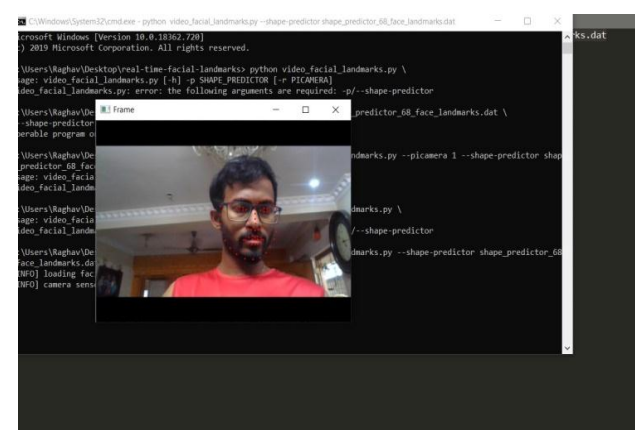 C:\Windows\System32\cmd.exe - python video_facial_landmarks.py --shape-predictor shape_predictor_68_face_landmarks.dat
icrosoft Windows [Version 10.0.18362.720]
) 2019 Microsoft Corporation. All rights reserved.
rks.dat
:\Users\Raghav\Desktop\real-time-facial-landmarks> python video_facial_landmarks.py \
sage: video_facial_landmarks.py [-h] -p SHAPE_PREDICTOR [-r PICAMERA]
ideo_facial_landmarks.py: error: the following arguments are required: -p/--shape-predictor
:\Users\Raghav\De
Frame
_predictor_68_face_landmarks.dat \
--shape-predictor
perable program o
:\Users\Raghav\De
ndmarks.py --picamera 1 --shape-predictor shap
_predictor_68_fac
sage: video_facia
ideo_facial_landm
:\Users\Raghav\De
dmarks.py \
sage: video_facia
ideo_facial_landm
/--shape-predictor
:\Users\Raghav\De
dmarks.py --shape-predictor shape_predictor_68
face_landmarks.da
INFO] loading fac
INFO] camera sens